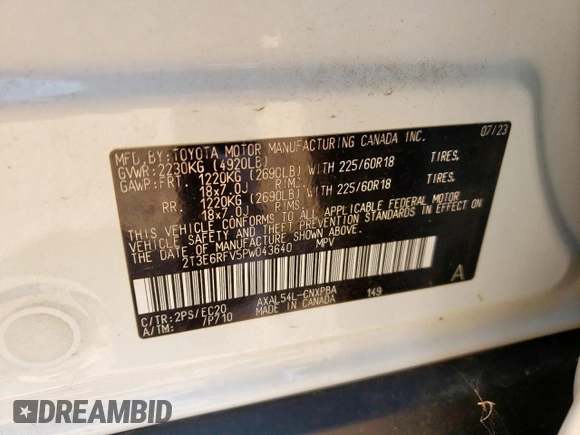 MFD. BY: TOYOTA MOTOR MANUFACTURING CANADA INC. 07/23
GVWR: 2230KG (4920LB)
GAWP: FRT. 1220KG (2690LB) WITH 225/60R18 TIRES,
18x7.0J RIM,
RR. 1220KG (2690LB) WITH 225/60R18 TIRES,
18x7.0J
THIS VEHICLE CONFORMS TO ALL APPLICABLE FEDERAL MOTOR
VEHICLE SAFETY AND THEFT PREVENTION STANDARDS IN EFFECT ON
THE DATE OF MANUFACTURE SHOWN ABOVE.
2T3E6RFV5PW043640 MPV
A
C/TR: 2PS/EC20 AXAL54L-CNXPBA 149
A/TM: 7P710 MADE IN CANADA
DREAMBID